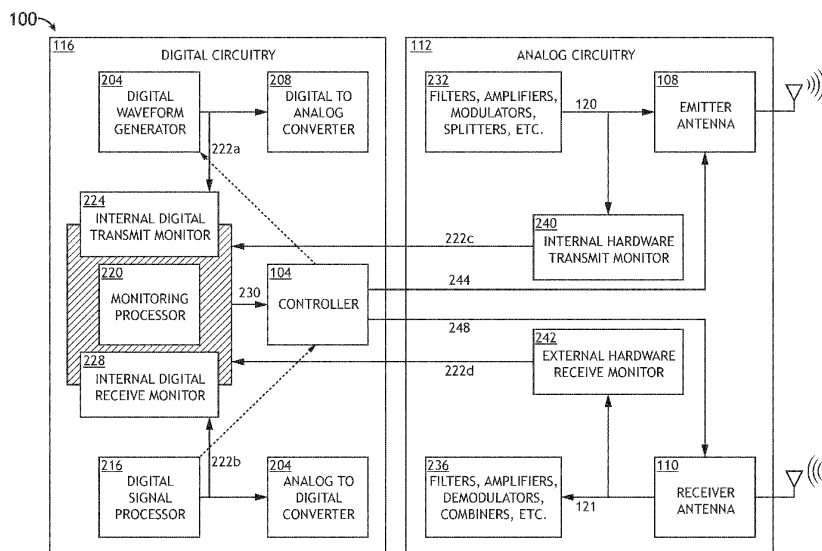 100
116
DIGITAL CIRCUITRY
112
ANALOG CIRCUITRY
204
DIGITAL
WAVEFORM
GENERATOR
208
DIGITAL TO
ANALOG
CONVERTER
232
FILTERS, AMPLIFIERS,
MODULATORS,
SPLITTERS, ETC.
120
108
EMITTER
ANTENNA
222a
224
INTERNAL DIGITAL
TRANSMIT MONITOR
222c
240
INTERNAL HARDWARE
TRANSMIT MONITOR
220
MONITORING
PROCESSOR
230
104
CONTROLLER
244
248
228
INTERNAL DIGITAL
RECEIVE MONITOR
222d
242
EXTERNAL HARDWARE
RECEIVE MONITOR
222b
216
DIGITAL
SIGNAL
PROCESSOR
204
ANALOG TO
DIGITAL
CONVERTER
236
FILTERS, AMPLIFIERS,
DEMODULATORS,
COMBINERS, ETC.
121
110
RECEIVER
ANTENNA